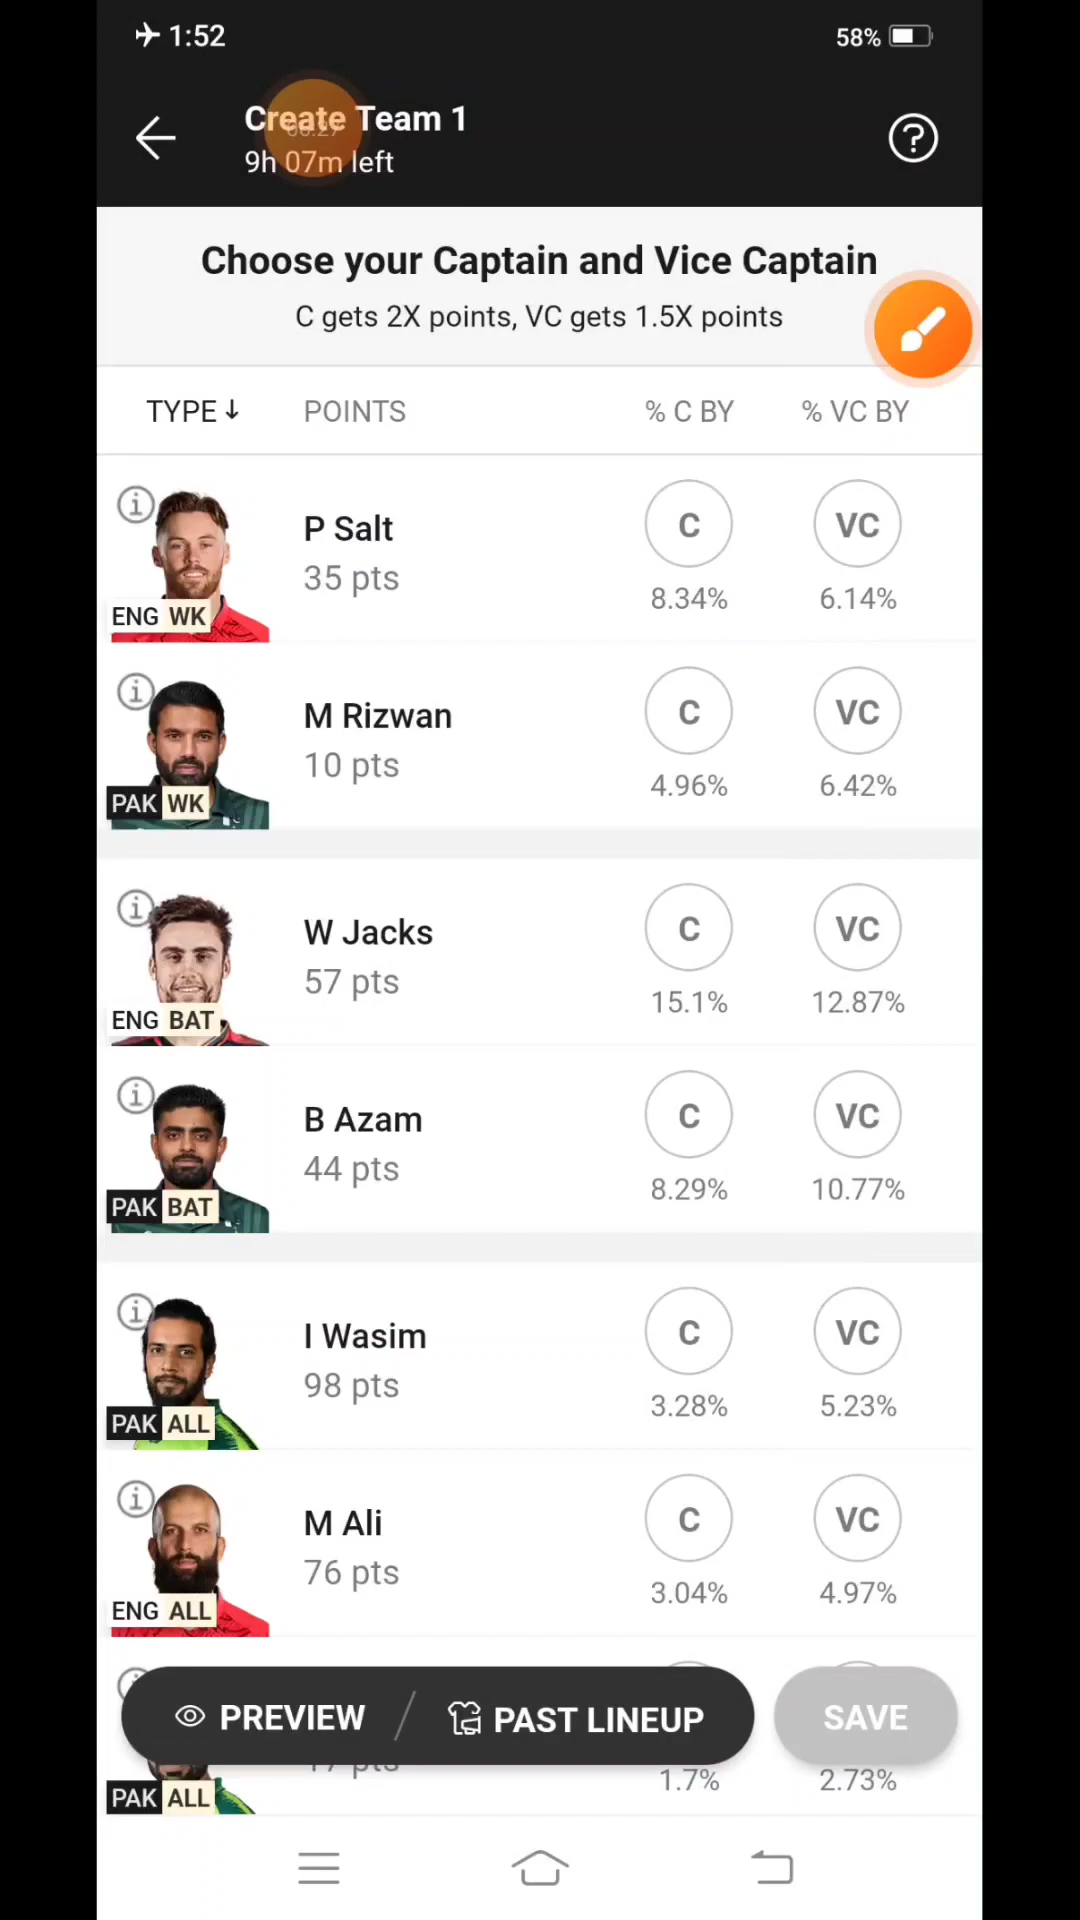 1:52
58%
Create Team 1
9h 07m left
Choose your Captain and Vice Captain
C gets 2X points, VC gets 1.5X points
TYPE↓ POINTS % C BY % VC BY
P Salt
35 pts
C VC
8.34% 6.14%
ENG WK
M Rizwan
10 pts
C VC
4.96% 6.42%
PAK WK
W Jacks
57 pts
C VC
15.1% 12.87%
ENG BAT
B Azam
44 pts
C VC
8.29% 10.77%
PAK BAT
I Wasim
98 pts
C VC
3.28% 5.23%
PAK ALL
M Ali
76 pts
C VC
3.04% 4.97%
ENG ALL
PREVIEW / PAST LINEUP SAVE
pts
1.7% 2.73%
PAK ALL